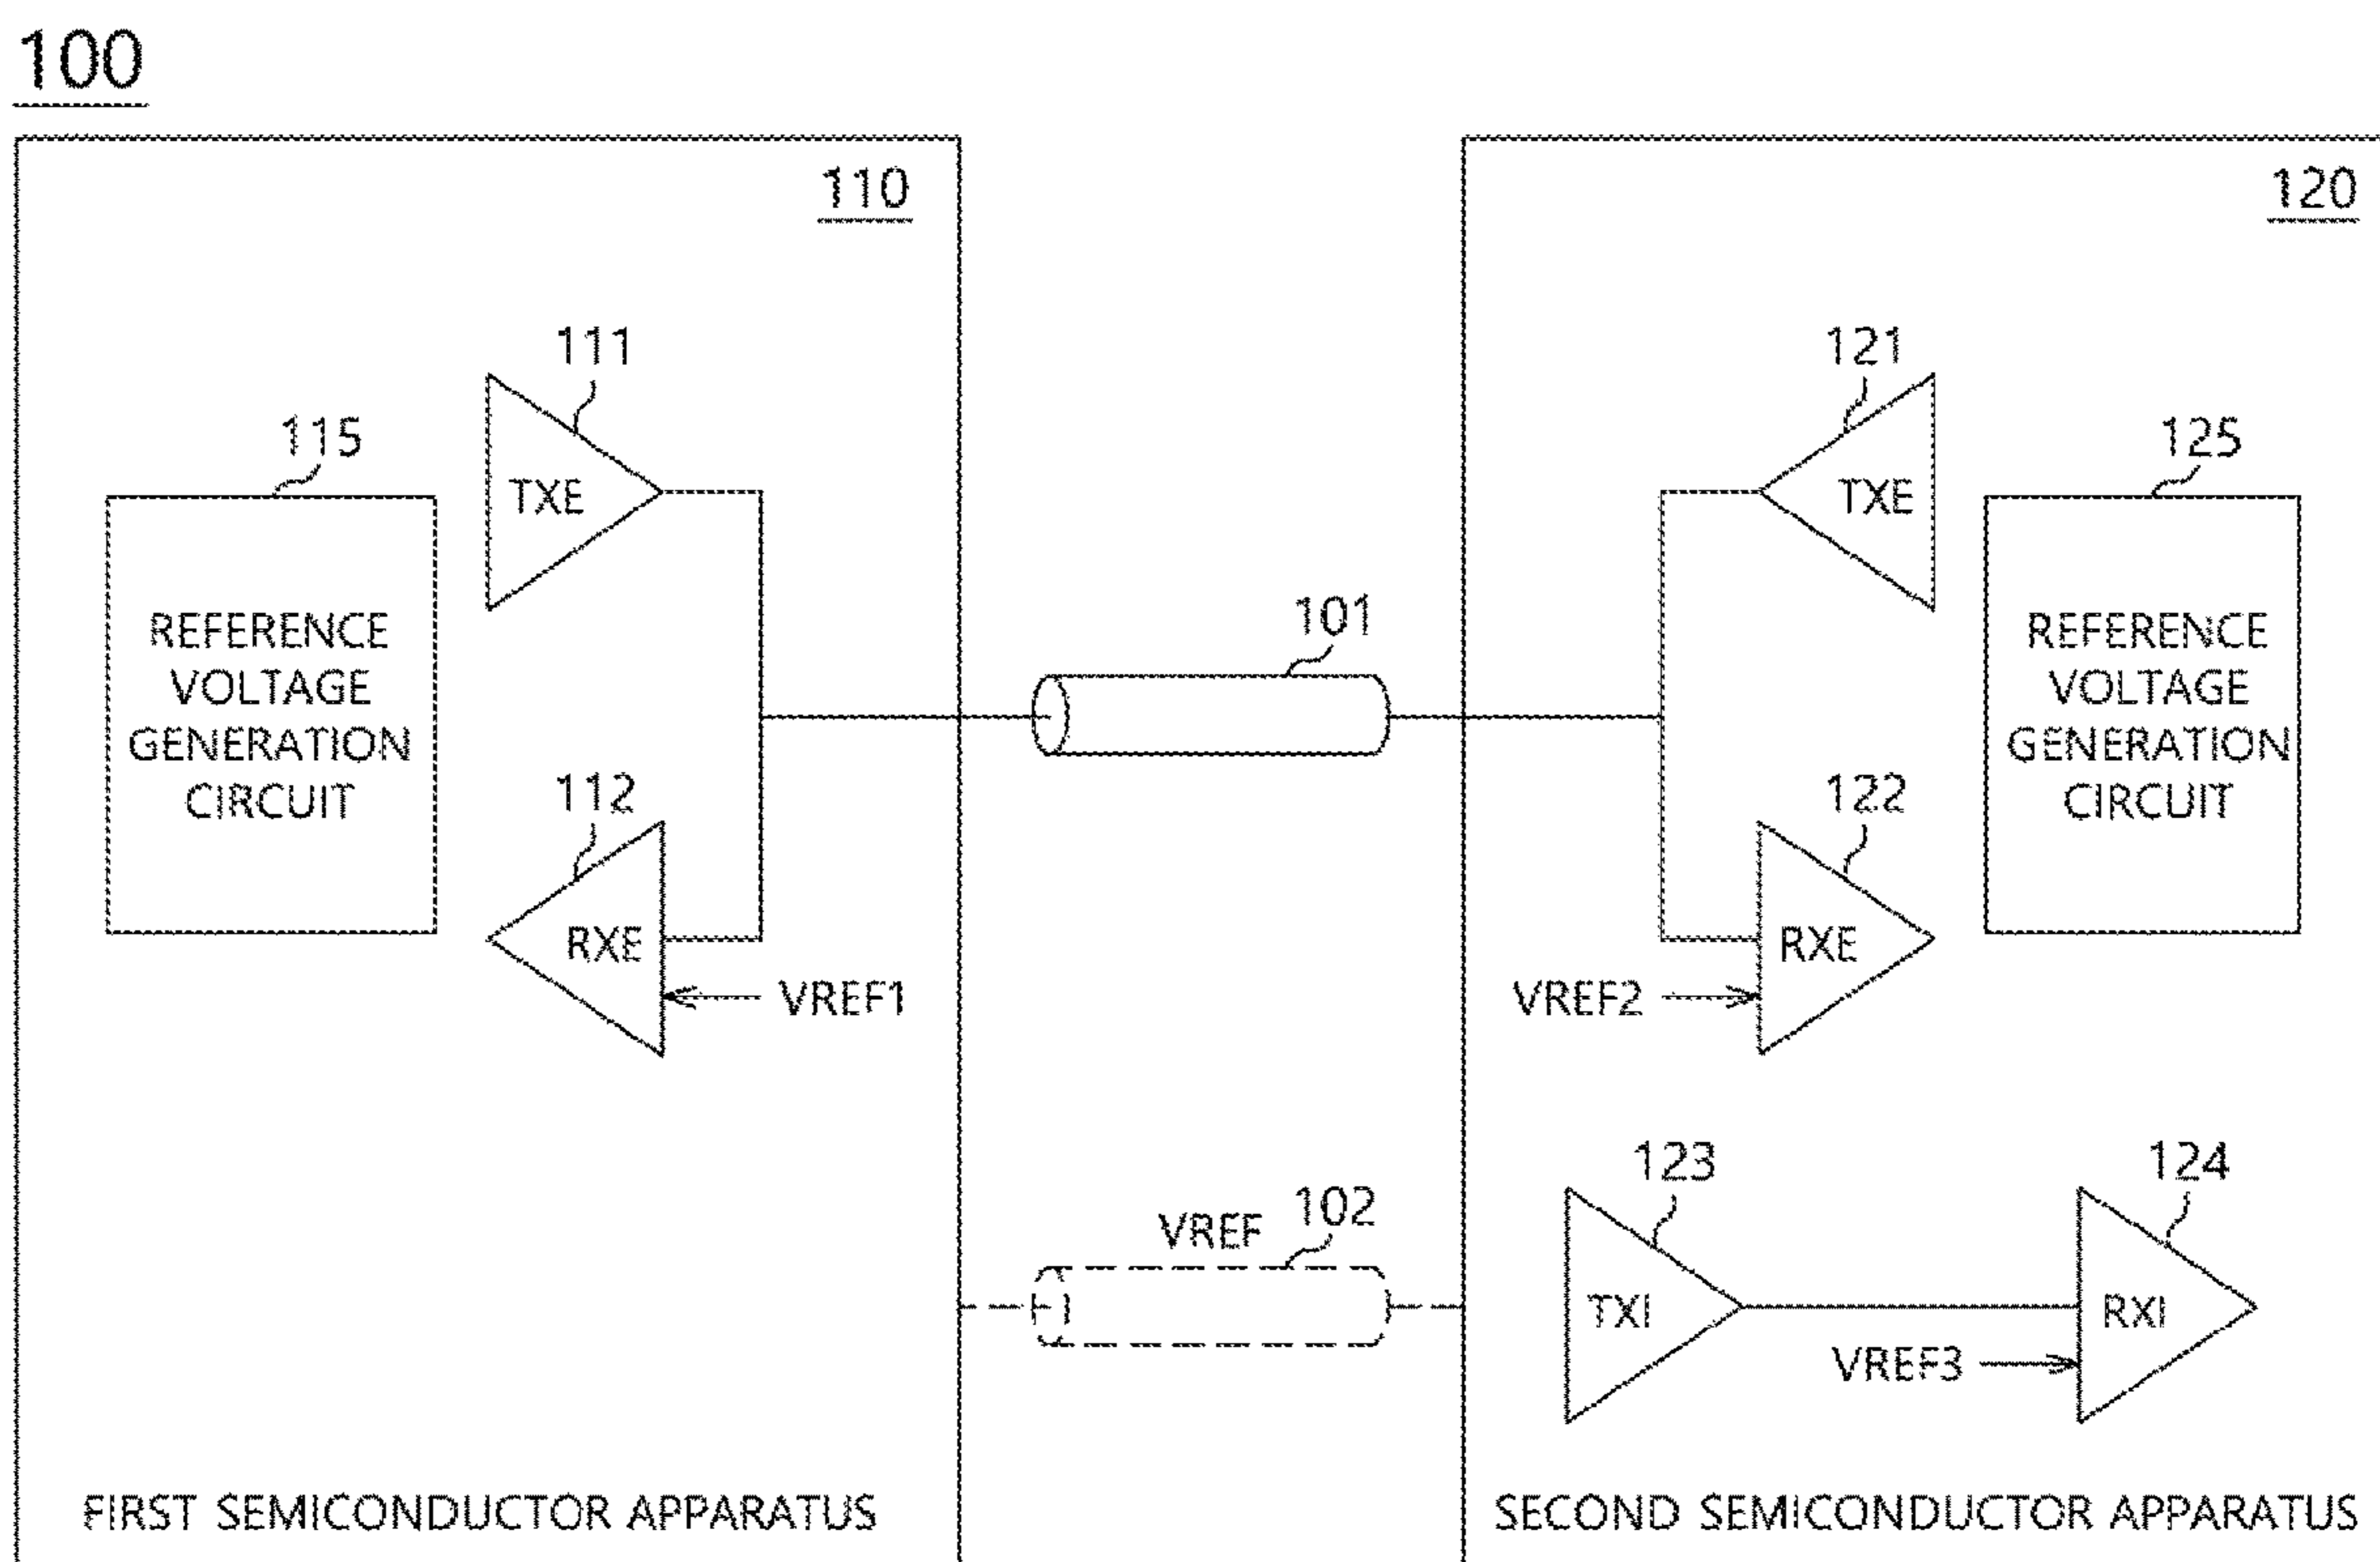 100
110
120
111
121
115
125
TXE
TXE
REFERENCE
VOLTAGE
GENERATION
CIRCUIT
101
REFERENCE
VOLTAGE
GENERATION
CIRCUIT
112
122
RXE
RXE
VREF1
VREF2
123
124
VREF
102
TXI
RXI
VREF3
FIRST SEMICONDUCTOR APPARATUS
SECOND SEMICONDUCTOR APPARATUS